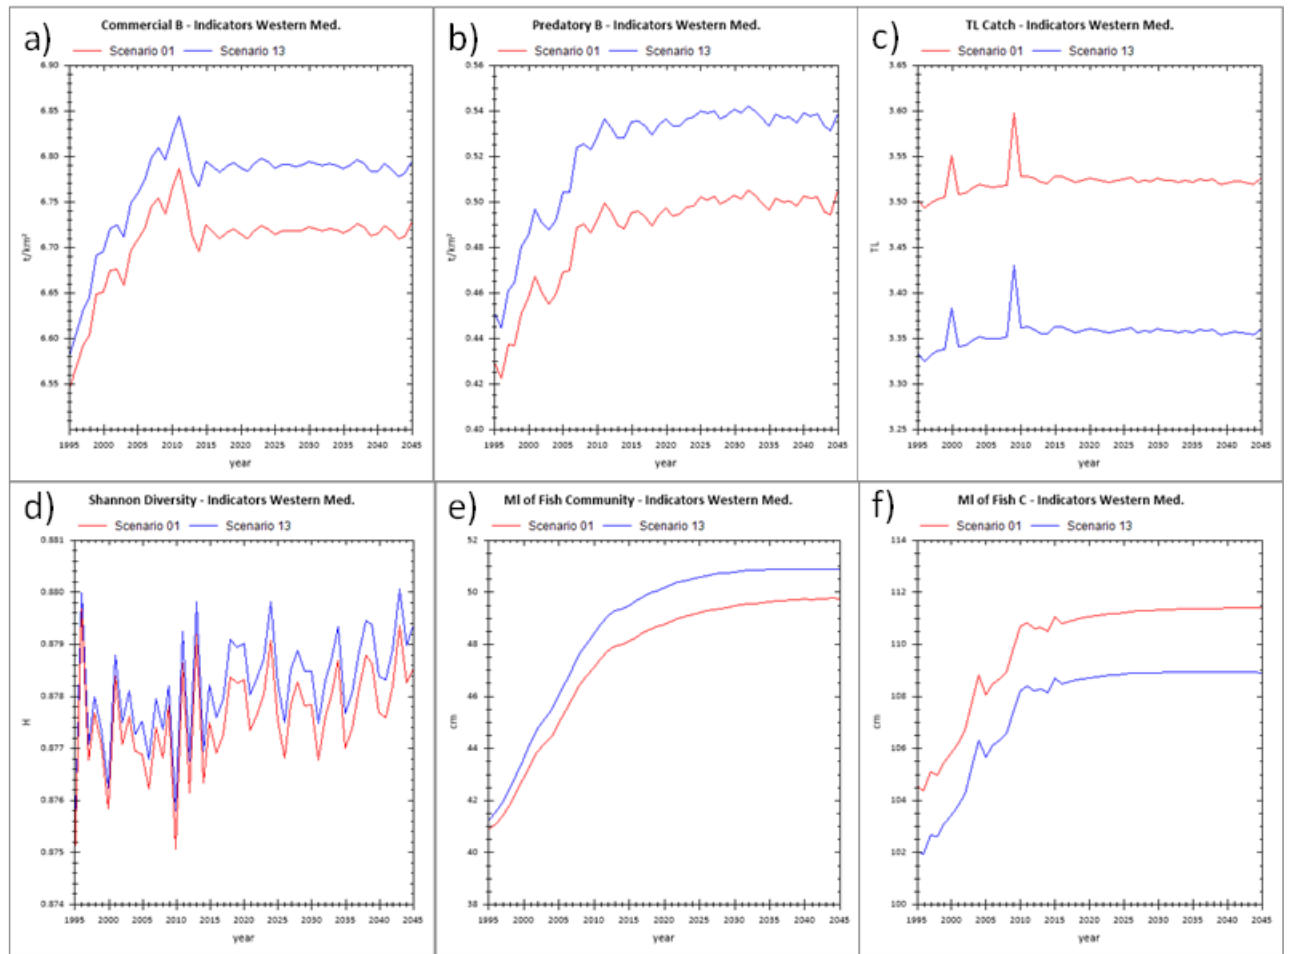 a)
Commercial B - Indicators Western Med.
Scenario 01 Scenario 13
6.90
6.85
6.80
6.75
6.70
6.65
6.60
6.55
t/km²
1995 2000 2005 2010 2015 2020 2025 2030 2035 2040 2045
year
b)
Predatory B - Indicators Western Med.
Scenario 01 Scenario 13
0.56
0.54
0.52
0.50
0.48
0.46
0.44
0.42
0.40
t/km²
1995 2000 2005 2010 2015 2020 2025 2030 2035 2040 2045
year
c)
TL Catch - Indicators Western Med.
Scenario 01 Scenario 13
3.65
3.60
3.55
3.50
3.45
3.40
3.35
3.30
3.25
TL
1995 2000 2005 2010 2015 2020 2025 2030 2035 2040 2045
year
d)
Shannon Diversity - Indicators Western Med.
Scenario 01 Scenario 13
0.881
0.880
0.879
0.878
0.877
0.876
0.875
0.874
H
1995 2000 2005 2010 2015 2020 2025 2030 2035 2040 2045
year
e)
Ml of Fish Community - Indicators Western Med.
Scenario 01 Scenario 13
52
50
48
46
44
42
40
38
cm
1995 2000 2005 2010 2015 2020 2025 2030 2035 2040 2045
year
f)
Ml of Fish C - Indicators Western Med.
Scenario 01 Scenario 13
114
112
110
108
106
104
102
100
cm
1995 2000 2005 2010 2015 2020 2025 2030 2035 2040 2045
year